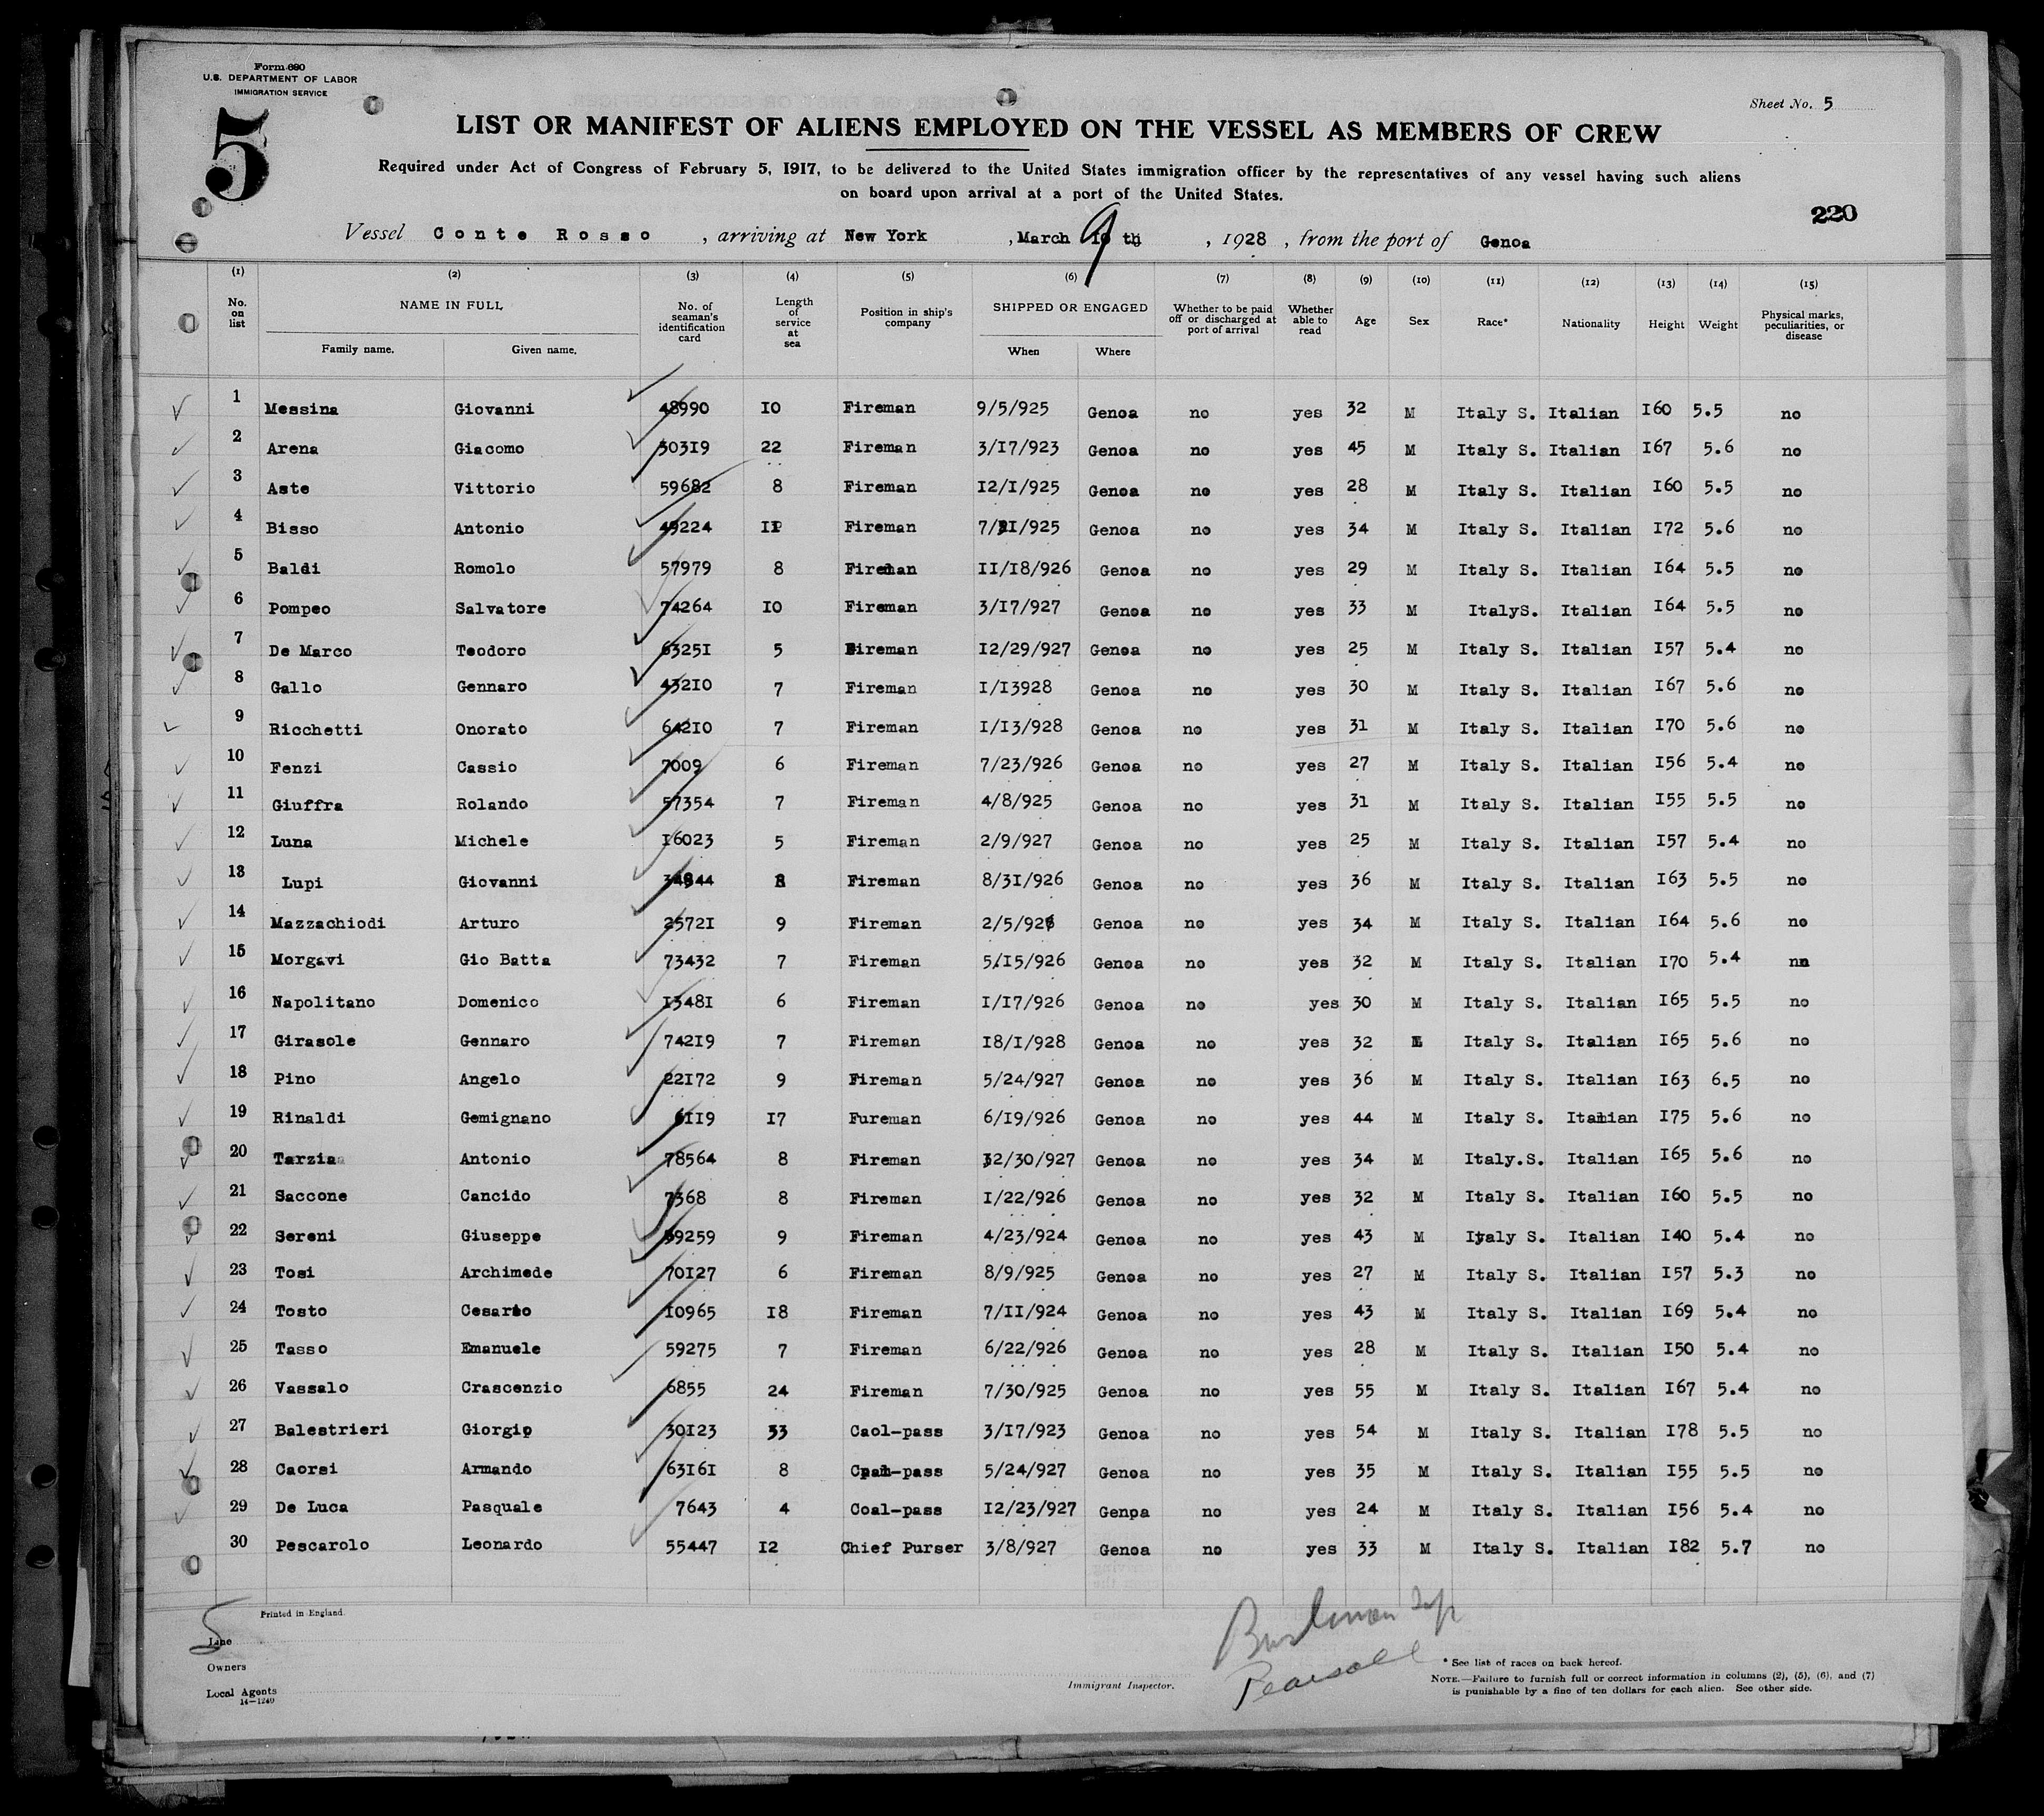 Form 680
U.S. DEPARTMENT OF LABOR
IMMIGRATION SERVICE
5
Sheet No. 5
LIST OR MANIFEST OF ALIENS EMPLOYED ON THE VESSEL AS MEMBERS OF CREW
Required under Act of Congress of February 5, 1917, to be delivered to the United States immigration officer by the representatives of any vessel having such aliens
on board upon arrival at a port of the United States.
220
Vessel Conte Rosso , arriving at New York , March 9 th , 1928 , from the port of Genoa
(1) (2) (3) (4) (5) (6) (7) (8) (9) (10) (11) (12) (13) (14) (15)
No. on list NAME IN FULL Family name. Given name. No. of seaman's identification card Length of service at sea Position in ship's company SHIPPED OR ENGAGED When Where Whether to be paid off or discharged at port of arrival Whether able to read Age Sex Race* Nationality Height Weight Physical marks, peculiarities, or disease
1 Messina Giovanni 48990 10 Fireman 9/5/925 Genoa no yes 32 M Italy S. Italian 160 5.5 no
2 Arena Giacomo 30319 22 Fireman 3/17/923 Genoa no yes 45 M Italy S. Italian 167 5.6 no
3 Aste Vittorio 59682 8 Fireman 12/1/925 Genoa no yes 28 M Italy S. Italian 160 5.5 no
4 Bisso Antonio 49224 Fireman 7/21/925 Genoa no yes 34 M Italy S. Italian 172 5.6 no
5 Baldi Romolo 57979 8 Fireman 11/18/926 Genoa no yes 29 M Italy S. Italian 164 5.5 no
6 Pompeo Salvatore 74264 10 Fireman 3/17/927 Genoa no yes 33 M ItalyS. Italian 164 5.5 no
7 De Marco Teodoro 63251 5 Fireman 12/29/927 Genoa no yes 25 M Italy S. Italian 157 5.4 no
8 Gallo Gennaro 43210 7 Fireman 1/13928 Genoa no yes 30 M Italy S. Italian 167 5.6 no
9 Ricchetti Onorato 64210 7 Fireman 1/13/928 Genoa no yes 31 M Italy S. Italian 170 5.6 no
10 Fenzi Cassio 7009 6 Fireman 7/23/926 Genoa no yes 27 M Italy S. Italian 156 5.4 no
11 Giuffra Rolando 57354 7 Fireman 4/8/925 Genoa no yes 31 M Italy S. Italian 155 5.5 no
12 Luna Michele 16023 5 Fireman 2/9/927 Genoa no yes 25 M Italy S. Italian 157 5.4 no
13 Lupi Giovanni 8 Fireman 8/31/926 Genoa no yes 36 M Italy S. Italian 163 5.5 no
14 Mazzachiodi Arturo 25721 9 Fireman 2/5/926 Genoa no yes 34 M Italy S. Italian 164 5.6 no
15 Morgavi Gio Batta 73432 7 Fireman 5/15/926 Genoa no yes 32 M Italy S. Italian 170 5.4 nn
16 Napolitano Domenico 13481 6 Fireman 1/17/926 Genoa no yes 30 M Italy S. Italian 165 5.5 no
17 Girasole Gennaro 74219 7 Fireman 18/1/928 Genoa no yes 32 Italy S. Italian 165 5.6 no
18 Pino Angelo 22172 9 Fireman 5/24/927 Genoa no yes 36 M Italy S. Italian 163 6.5 no
19 Rinaldi Gemignano 6119 17 Fureman 6/19/926 Genoa no yes 44 M Italy S. Italian 175 5.6 no
20 Tarzia Antonio 78564 8 Fireman 12/30/927 Genoa no yes 34 M Italy.S. Italian 165 5.6 no
21 Saccone Cancido 7368 8 Fireman 1/22/926 Genoa no yes 32 M Italy S. Italian 160 5.5 no
22 Sereni Giuseppe 59259 9 Fireman 4/23/924 Genoa no yes 43 M Italy S. Italian 140 5.4 no
23 Tosi Archimede 70127 6 Fireman 8/9/925 Genoa no yes 27 M Italy S. Italian 157 5.3 no
24 Tosto Cesario 10965 18 Fireman 7/11/924 Genoa no yes 43 M Italy S. Italian 169 5.4 no
25 Tasso Emanuele 59275 7 Fireman 6/22/926 Genoa no yes 28 M Italy S. Italian 150 5.4 no
26 Vassalo Crascenzio 6855 24 Fireman 7/30/925 Genoa no yes 55 M Italy S. Italian 167 5.4 no
27 Balestrieri Giorgio 30123 33 Caol-pass 3/17/923 Genoa no yes 54 M Italy S. Italian 178 5.5 no
28 Caorsi Armando 63161 8 Coal-pass 5/24/927 Genoa no yes 35 M Italy S. Italian 155 5.5 no
29 De Luca Pasquale 7643 4 Coal-pass 12/23/927 Genpa no yes 24 M Italy S. Italian 156 5.4 no
30 Pescarolo Leonardo 55447 12 Chief Purser 3/8/927 Genoa no yes 33 M Italy S. Italian 182 5.7 no
Printed in England.
5
Line
Owners
Local Agents
14—1240
Immigrant Inspector.
Pearsall
* See list of races on back hereof.
NOTE.—Failure to furnish full or correct information in columns (2), (5), (6), and (7)
is punishable by a fine of ten dollars for each alien. See other side.